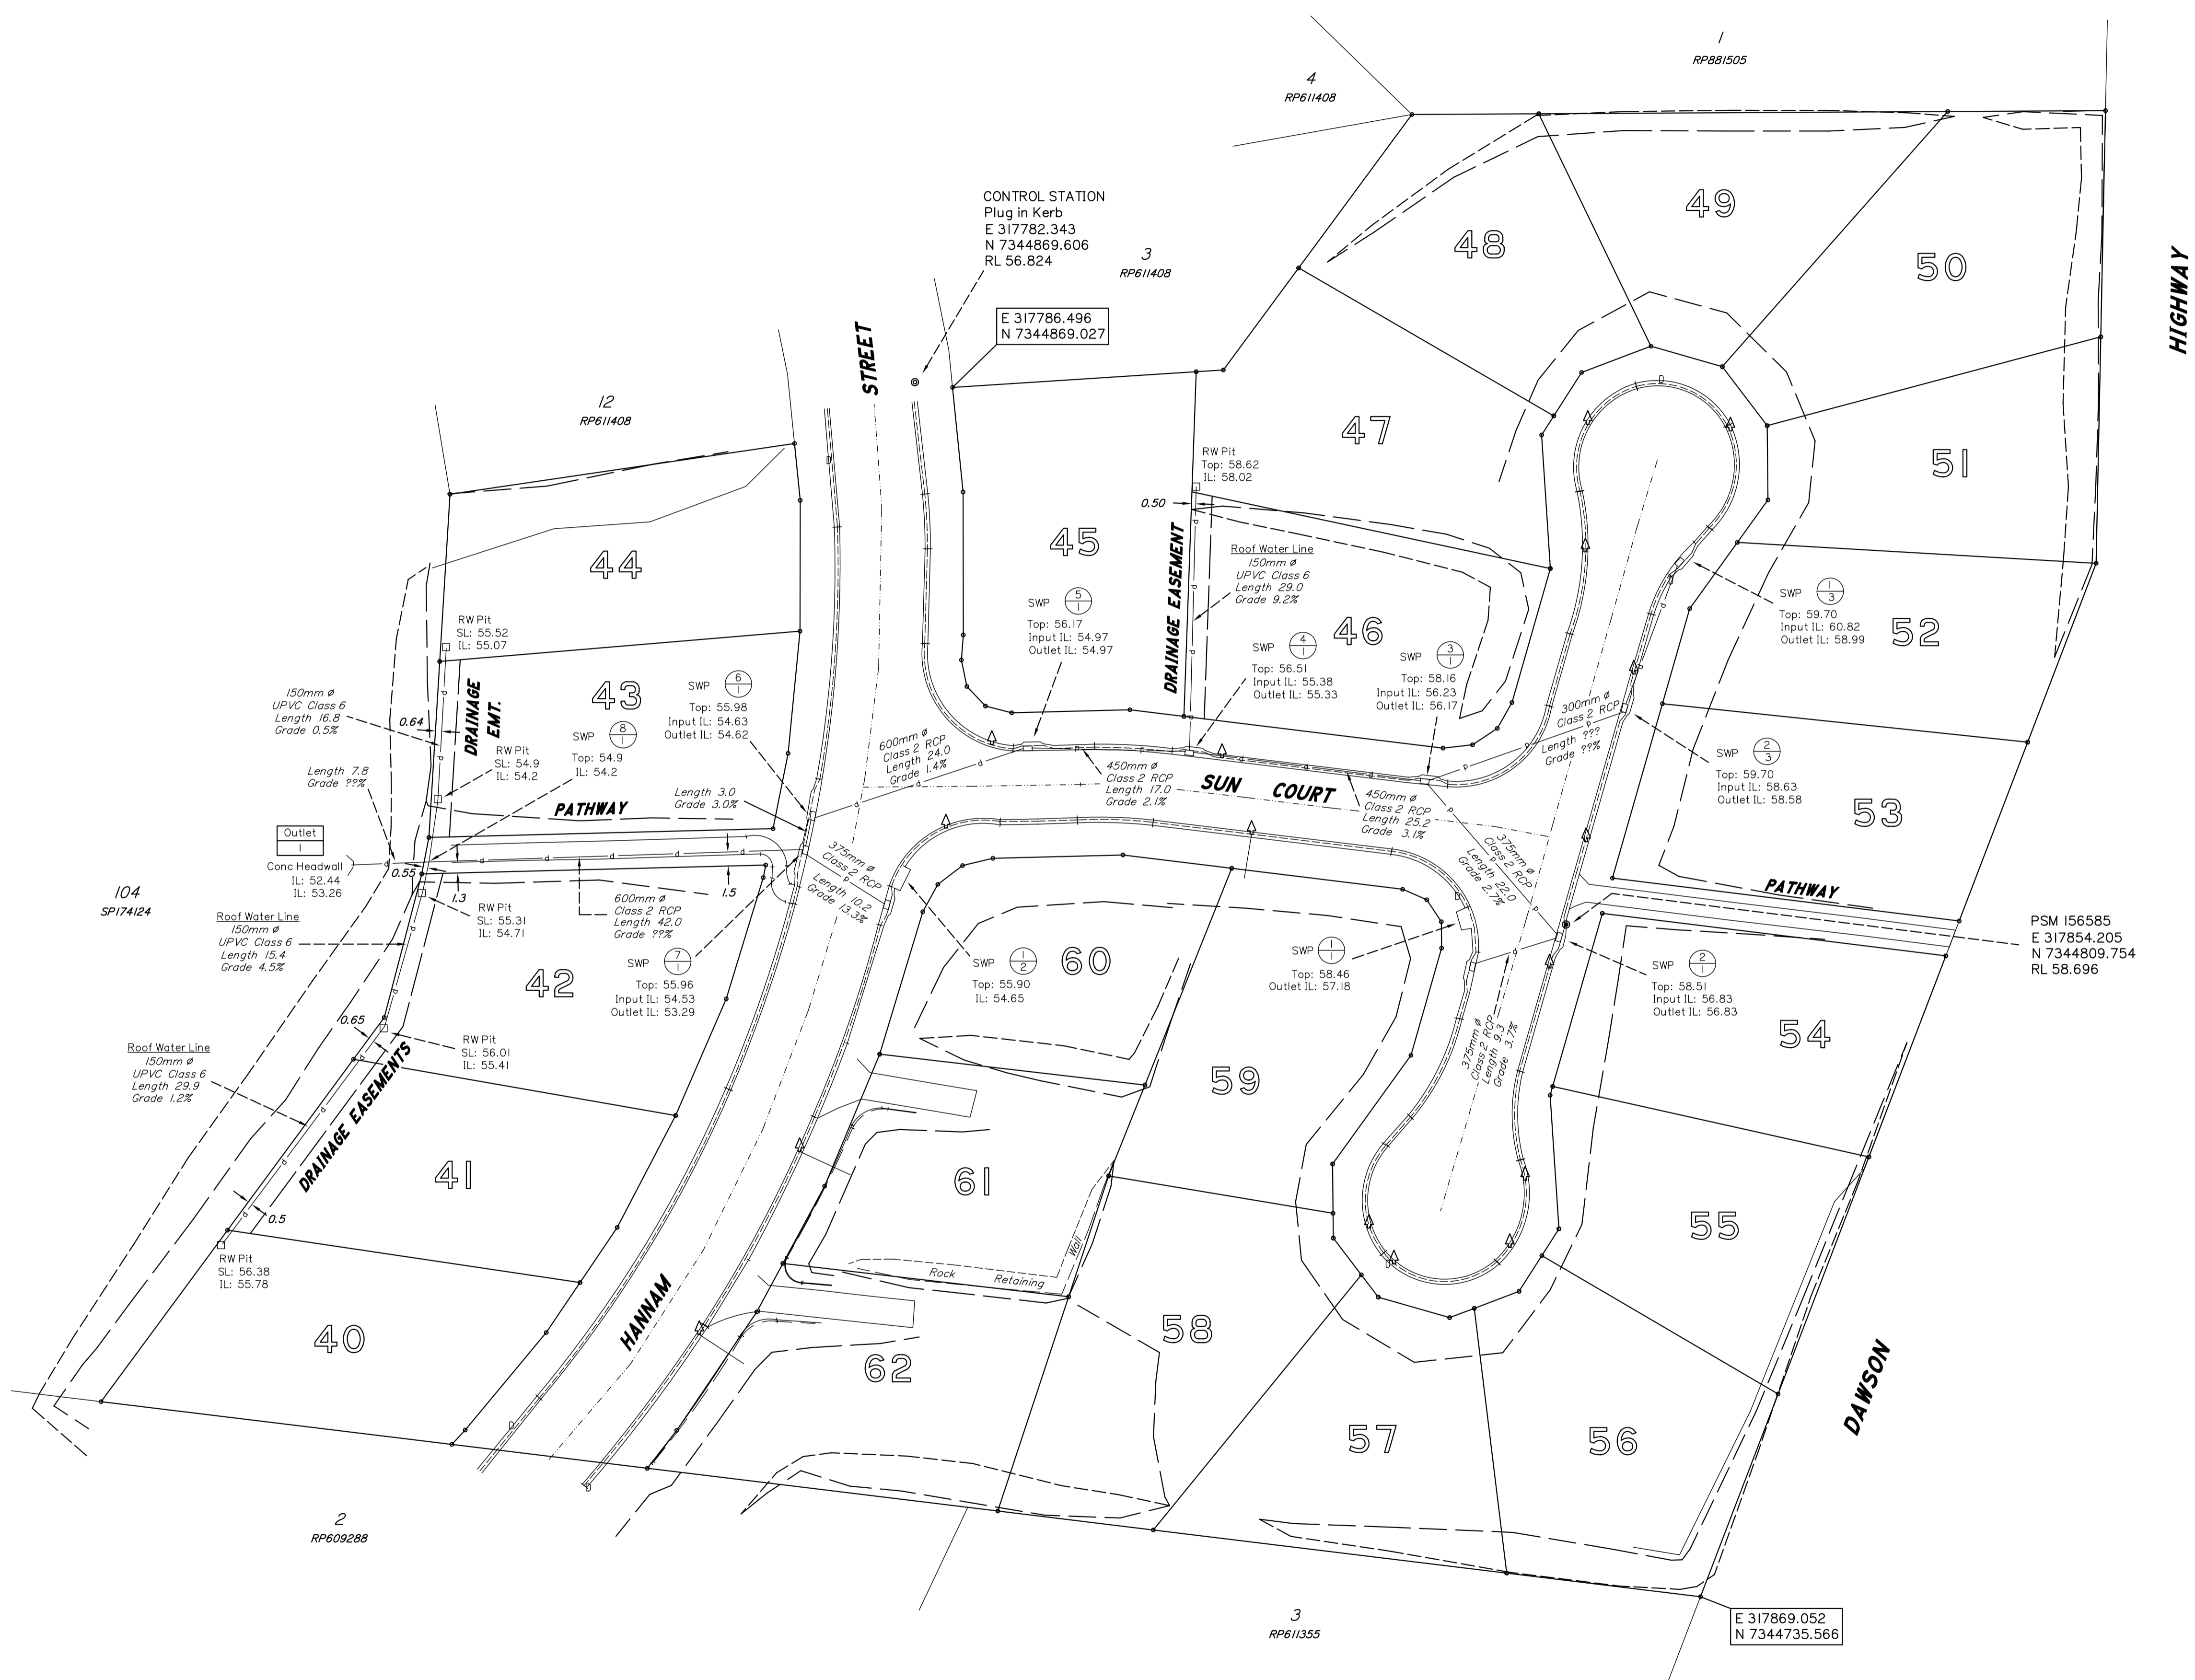 1
RP881505
4
RP611408
CONTROL STATION
Plug in Kerb
E 317782.343
N 7344869.606
RL 56.824
3
RP611408
E 317786.496
N 7344869.027
HIGHWAY
STREET
12
RP611408
49
48
50
47
51
45
44
RW Pit
Top: 58.62
IL: 58.02
0.50
DRAINAGE EASEMENT
Roof Water Line
150mm ø
UPVC Class 6
Length 29.0
Grade 9.2%
46
SWP 5/1
Top: 56.17
Input IL: 54.97
Outlet IL: 54.97
SWP 4/1
Top: 56.51
Input IL: 55.38
Outlet IL: 55.33
SWP 3/1
Top: 58.16
Input IL: 56.23
Outlet IL: 56.17
SWP 1/3
Top: 59.70
Input IL: 60.82
Outlet IL: 58.99
52
RW Pit
SL: 55.52
IL: 55.07
150mm ø
UPVC Class 6
Length 16.8
Grade 0.5%
0.64
DRAINAGE
EMT.
43
SWP 6/1
Top: 55.98
Input IL: 54.63
Outlet IL: 54.62
SWP 8/1
Top: 54.9
IL: 54.2
RW Pit
SL: 54.9
IL: 54.2
Length 7.8
Grade ??%
PATHWAY
Length 3.0
Grade 3.0%
600mm ø
Class 2 RCP
Length 24.0
Grade 1.4%
450mm ø
Class 2 RCP
Length 17.0
Grade 2.1%
SUN COURT
450mm ø
Class 2 RCP
Length 25.2
Grade 3.1%
300mm ø
Class 2 RCP
Length ???
Grade ??%
SWP 2/3
Top: 59.70
Input IL: 58.63
Outlet IL: 58.58
53
Outlet
1
Conc Headwall
IL: 52.44
IL: 53.26
0.55
1.3
1.5
104
SP174124
Roof Water Line
150mm ø
UPVC Class 6
Length 15.4
Grade 4.5%
RW Pit
SL: 55.31
IL: 54.71
600mm ø
Class 2 RCP
Length 42.0
Grade ??%
375mm ø
Class 2 RCP
Length 10.2
Grade 13.3%
375mm ø
Class 2 RCP
Length 22.0
Grade 2.7%
PATHWAY
PSM 156585
E 317854.205
N 7344809.754
RL 58.696
42
SWP 7/1
Top: 55.96
Input IL: 54.53
Outlet IL: 53.29
SWP 1/2
Top: 55.90
IL: 54.65
60
SWP 1/1
Top: 58.46
Outlet IL: 57.18
SWP 2/1
Top: 58.51
Input IL: 56.83
Outlet IL: 56.83
54
0.65
RW Pit
SL: 56.01
IL: 55.41
Roof Water Line
150mm ø
UPVC Class 6
Length 29.9
Grade 1.2%
DRAINAGE EASEMENTS
375mm ø
Class 2 RCP
Length 9.3
Grade 3.7%
59
41
61
0.5
55
RW Pit
SL: 56.38
IL: 55.78
Rock Retaining Wall
HANNAM
40
62
58
57
56
DAWSON
2
RP609288
3
RP611355
E 317869.052
N 7344735.566